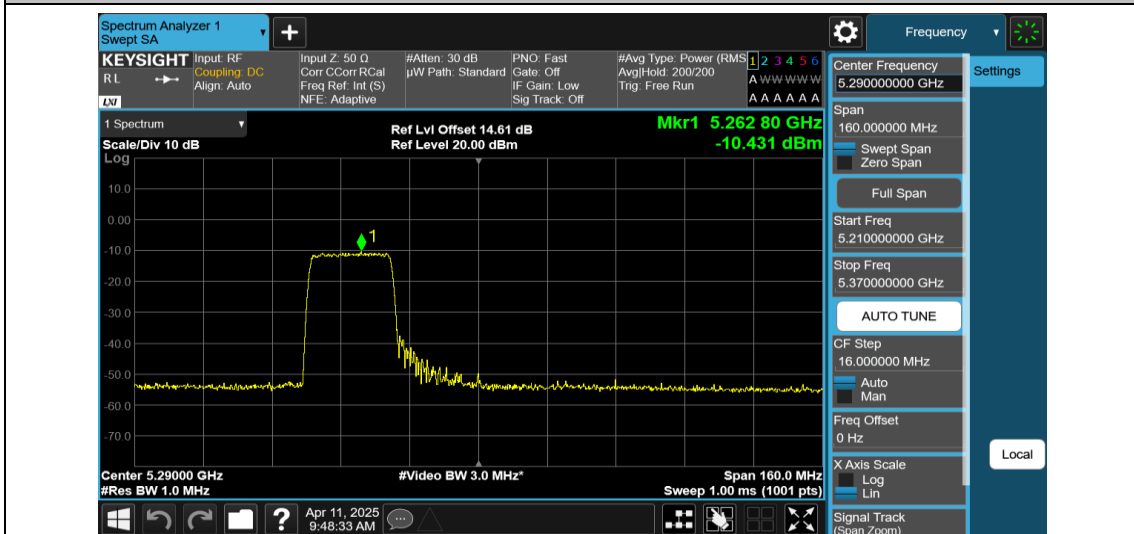 Spectrum Analyzer 1
Swept SA
Frequency
KEYSIGHT
RL
LXI
Input: RF
Coupling: DC
Align: Auto
Input Z: 50 Ω
Corr CCorr RCal
Freq Ref: Int (S)
NFE: Adaptive
#Atten: 30 dB
µW Path: Standard
PNO: Fast
Gate: Off
IF Gain: Low
Sig Track: Off
#Avg Type: Power (RMS
Avg|Hold: 200/200
Trig: Free Run
1 2 3 4 5 6
A W W W W W
A A A A A A
1 Spectrum
Scale/Div 10 dB
Log
Ref Lvl Offset 14.61 dB
Ref Level 20.00 dBm
Mkr1 5.262 80 GHz
-10.431 dBm
10.0
0.00
-10.0
-20.0
-30.0
-40.0
-50.0
-60.0
-70.0
1
Center 5.29000 GHz
#Res BW 1.0 MHz
#Video BW 3.0 MHz*
Span 160.0 MHz
Sweep 1.00 ms (1001 pts)
Center Frequency
5.290000000 GHz
Settings
Span
160.000000 MHz
Swept Span
Zero Span
Full Span
Start Freq
5.210000000 GHz
Stop Freq
5.370000000 GHz
AUTO TUNE
CF Step
16.000000 MHz
Auto
Man
Freq Offset
0 Hz
X Axis Scale
Log
Lin
Local
Signal Track
(Span Zoom)
?
Apr 11, 2025
9:48:33 AM